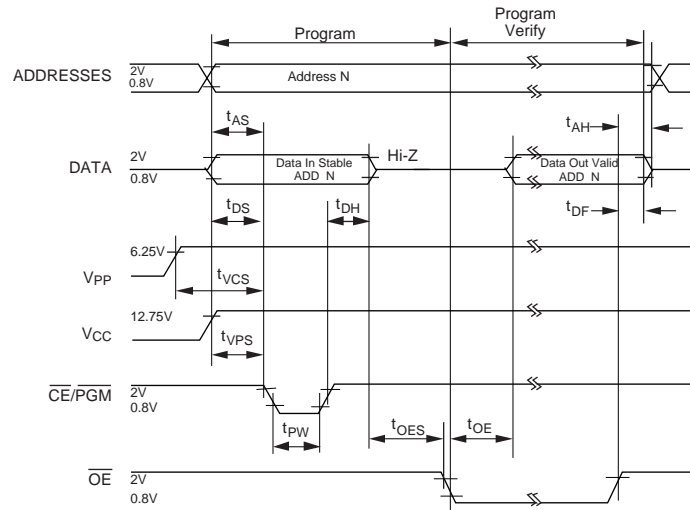 Program
Program
Verify
ADDRESSES
2V
0.8V
Address N
tAS
tAH
DATA
2V
0.8V
Data In Stable
ADD N
Hi-Z
Data Out Valid
ADD N
tDS
tDH
tDF
6.25V
VPP
tVCS
12.75V
VCC
tVPS
CE/PGM
2V
0.8V
tPW
tOES
tOE
OE
2V
0.8V